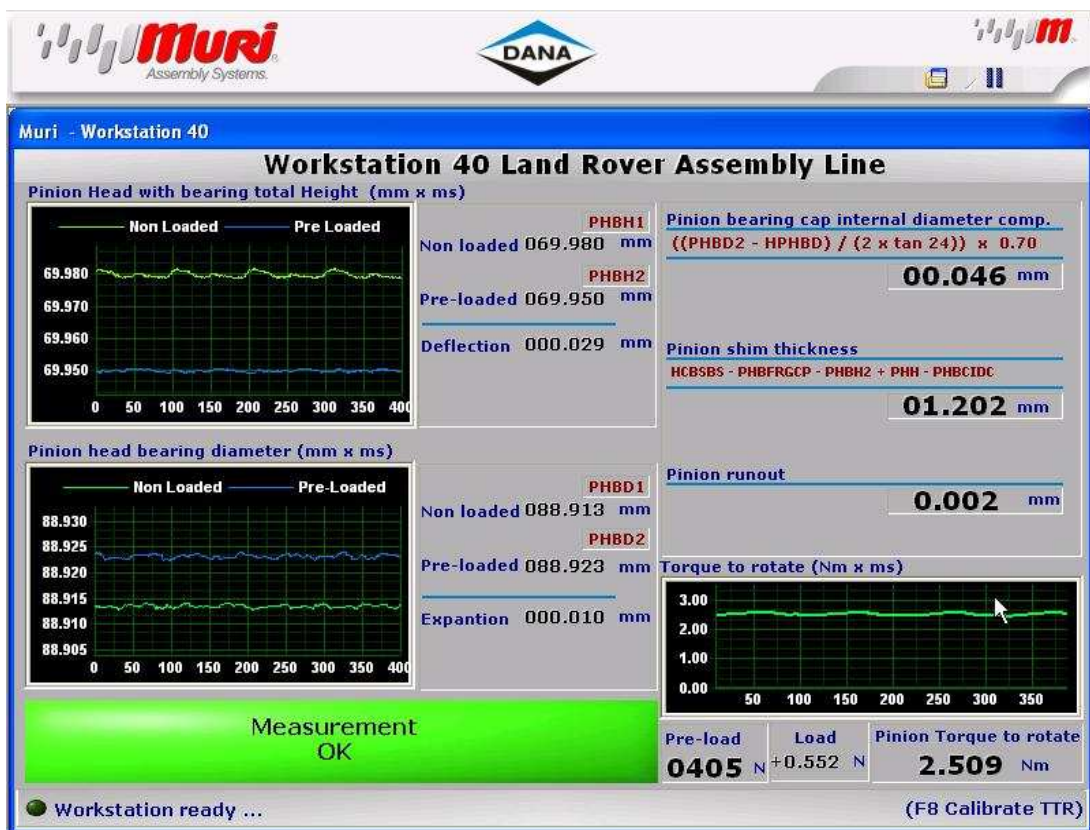 MURI
Assembly Systems.
DANA
m
Muri - Workstation 40
Workstation 40 Land Rover Assembly Line
Pinion Head with bearing total Height (mm x ms)
Non Loaded Pre Loaded
69.980
69.970
69.960
69.950
0 50 100 150 200 250 300 350 400
PHBH1
Non loaded 069.980 mm
PHBH2
Pre-loaded 069.950 mm
Deflection 000.029 mm
Pinion bearing cap internal diameter comp.
((PHBD2 - HPHBD) / (2 x tan 24)) x 0.70
00.046 mm
Pinion shim thickness
HCBSBS - PHBFRGCP - PHBH2 + PHH - PHBCIDC
01.202 mm
Pinion runout
0.002 mm
Pinion head bearing diameter (mm x ms)
Non Loaded Pre-Loaded
88.930
88.925
88.920
88.915
88.910
88.905
0 50 100 150 200 250 300 350 400
PHBD1
Non loaded 088.913 mm
PHBD2
Pre-loaded 088.923 mm
Expantion 000.010 mm
Torque to rotate (Nm x ms)
3.00
2.00
1.00
0.00
50 100 150 200 250 300 350
Measurement
OK
Pre-load
0405 N
Load
+0.552 N
Pinion Torque to rotate
2.509 Nm
Workstation ready ...
(F8 Calibrate TTR)